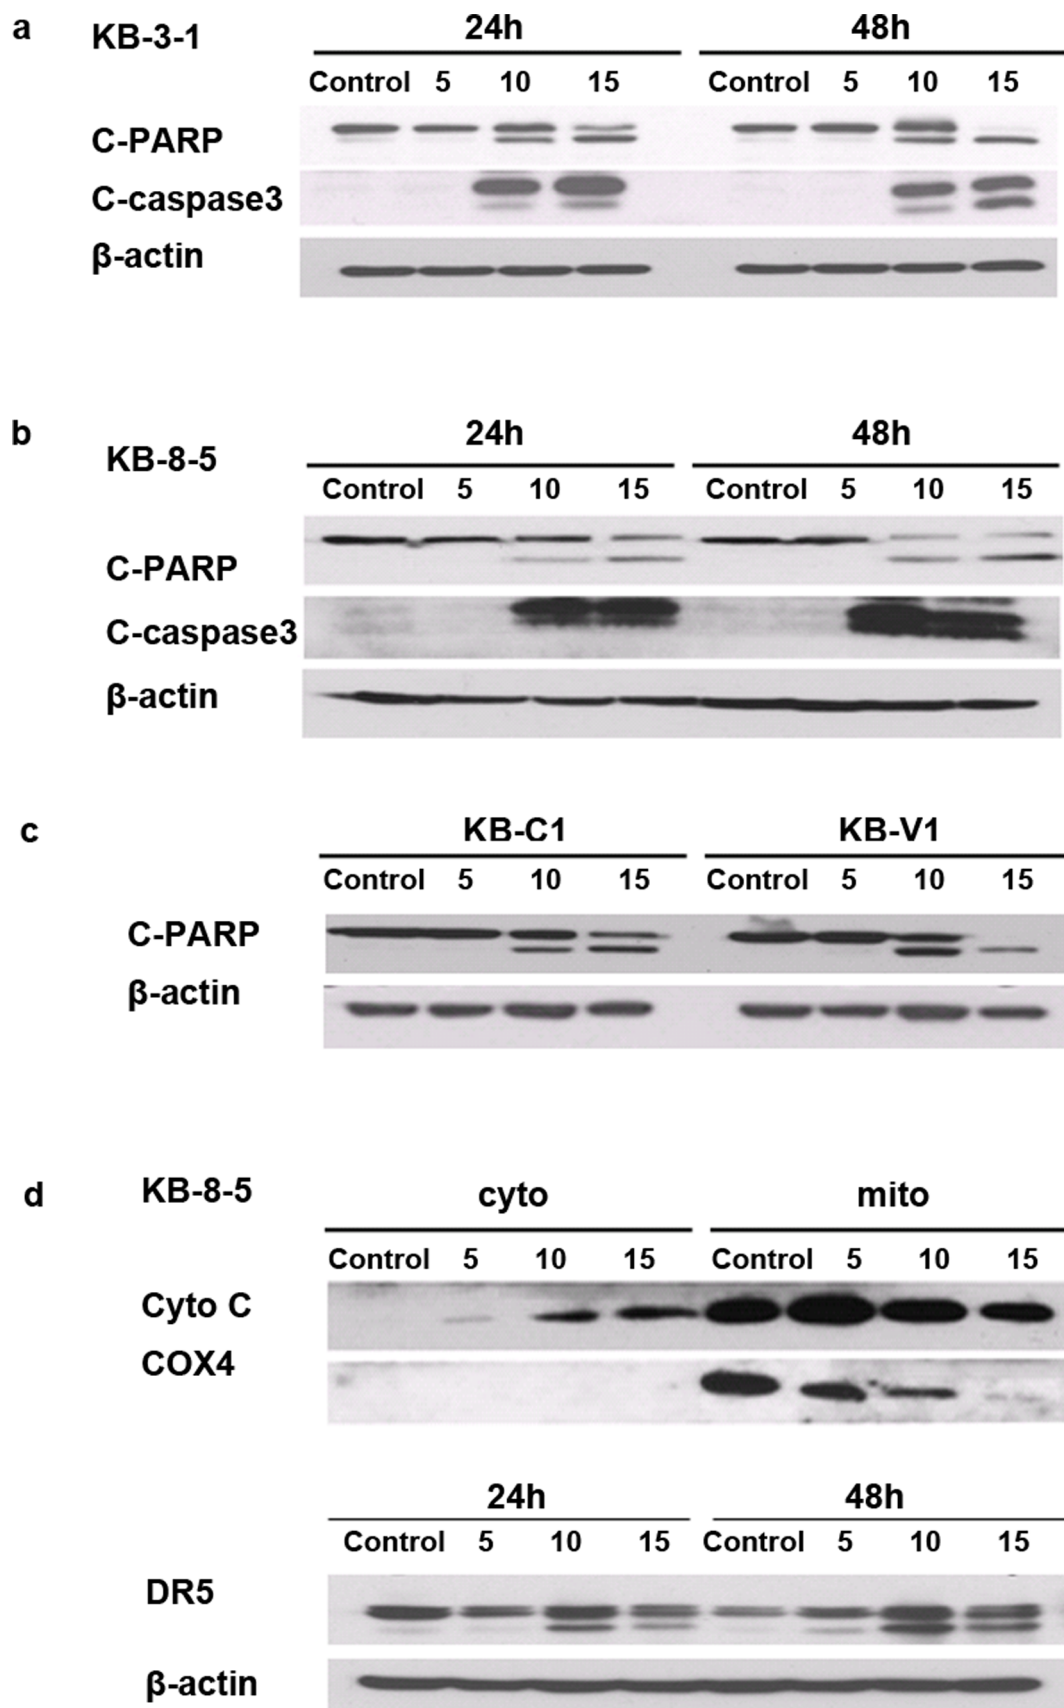 a KB-3-1 24h 48h
Control 5 10 15 Control 5 10 15
C-PARP
C-caspase3
β-actin
b KB-8-5 24h 48h
Control 5 10 15 Control 5 10 15
C-PARP
C-caspase3
β-actin
c KB-C1 KB-V1
Control 5 10 15 Control 5 10 15
C-PARP
β-actin
d KB-8-5 cyto mito
Control 5 10 15 Control 5 10 15
Cyto C
COX4
24h 48h
Control 5 10 15 Control 5 10 15
DR5
β-actin